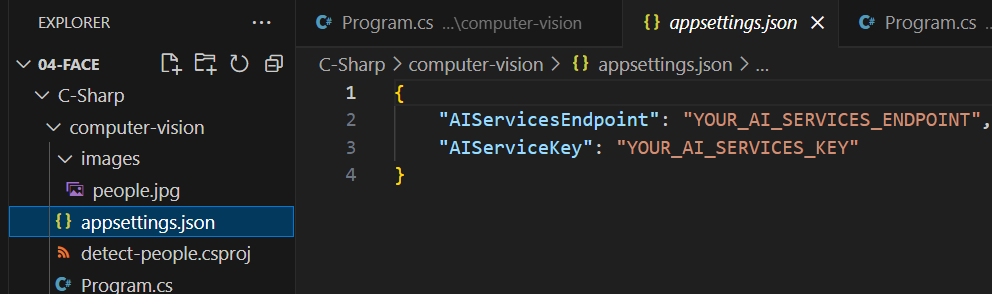 EXPLORER ...
04-FACE
C-Sharp
computer-vision
images
people.jpg
{} appsettings.json
detect-people.csproj
C# Program.cs
C# Program.cs ...\computer-vision
{} appsettings.json
C# Program.cs
C-Sharp > computer-vision > {} appsettings.json > ...
1 {
2 "AIServicesEndpoint": "YOUR_AI_SERVICES_ENDPOINT",
3 "AIServiceKey": "YOUR_AI_SERVICES_KEY"
4 }